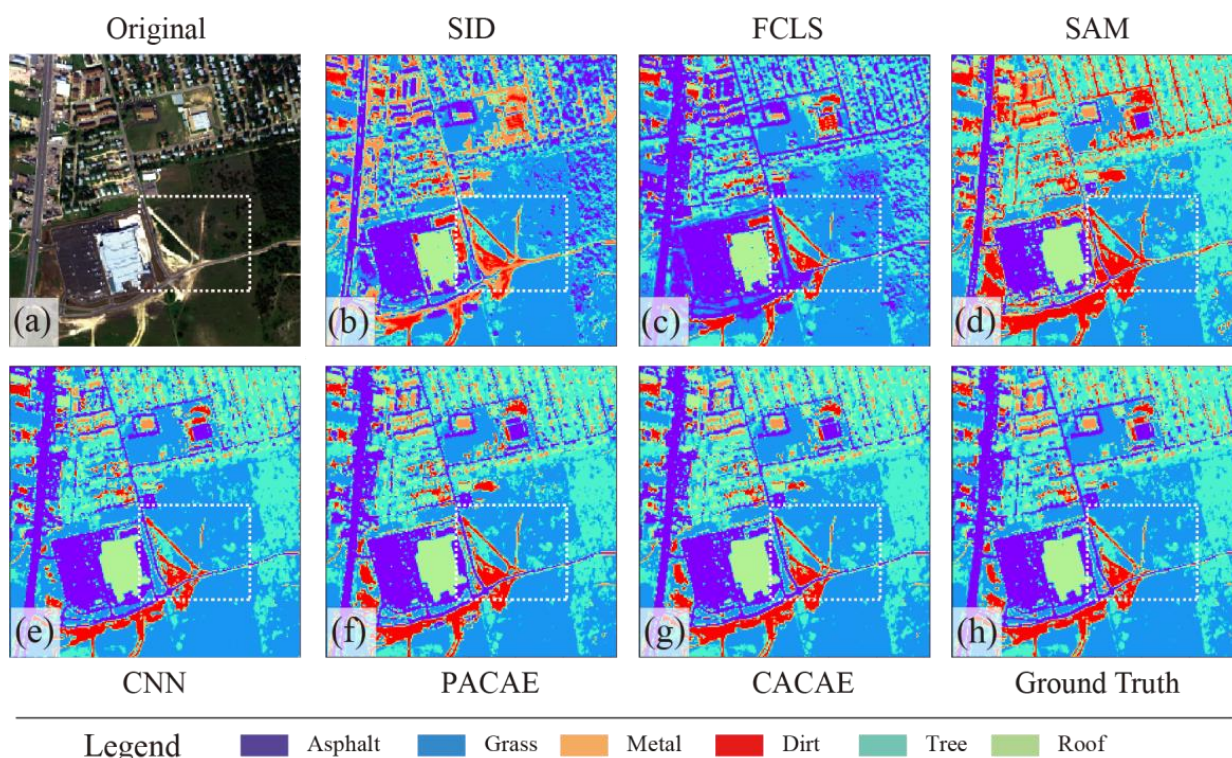 Original SID FCLS SAM
(a) (b) (c) (d)
(e) (f) (g) (h)
CNN PACAE CACAE Ground Truth
Legend Asphalt Grass Metal Dirt Tree Roof